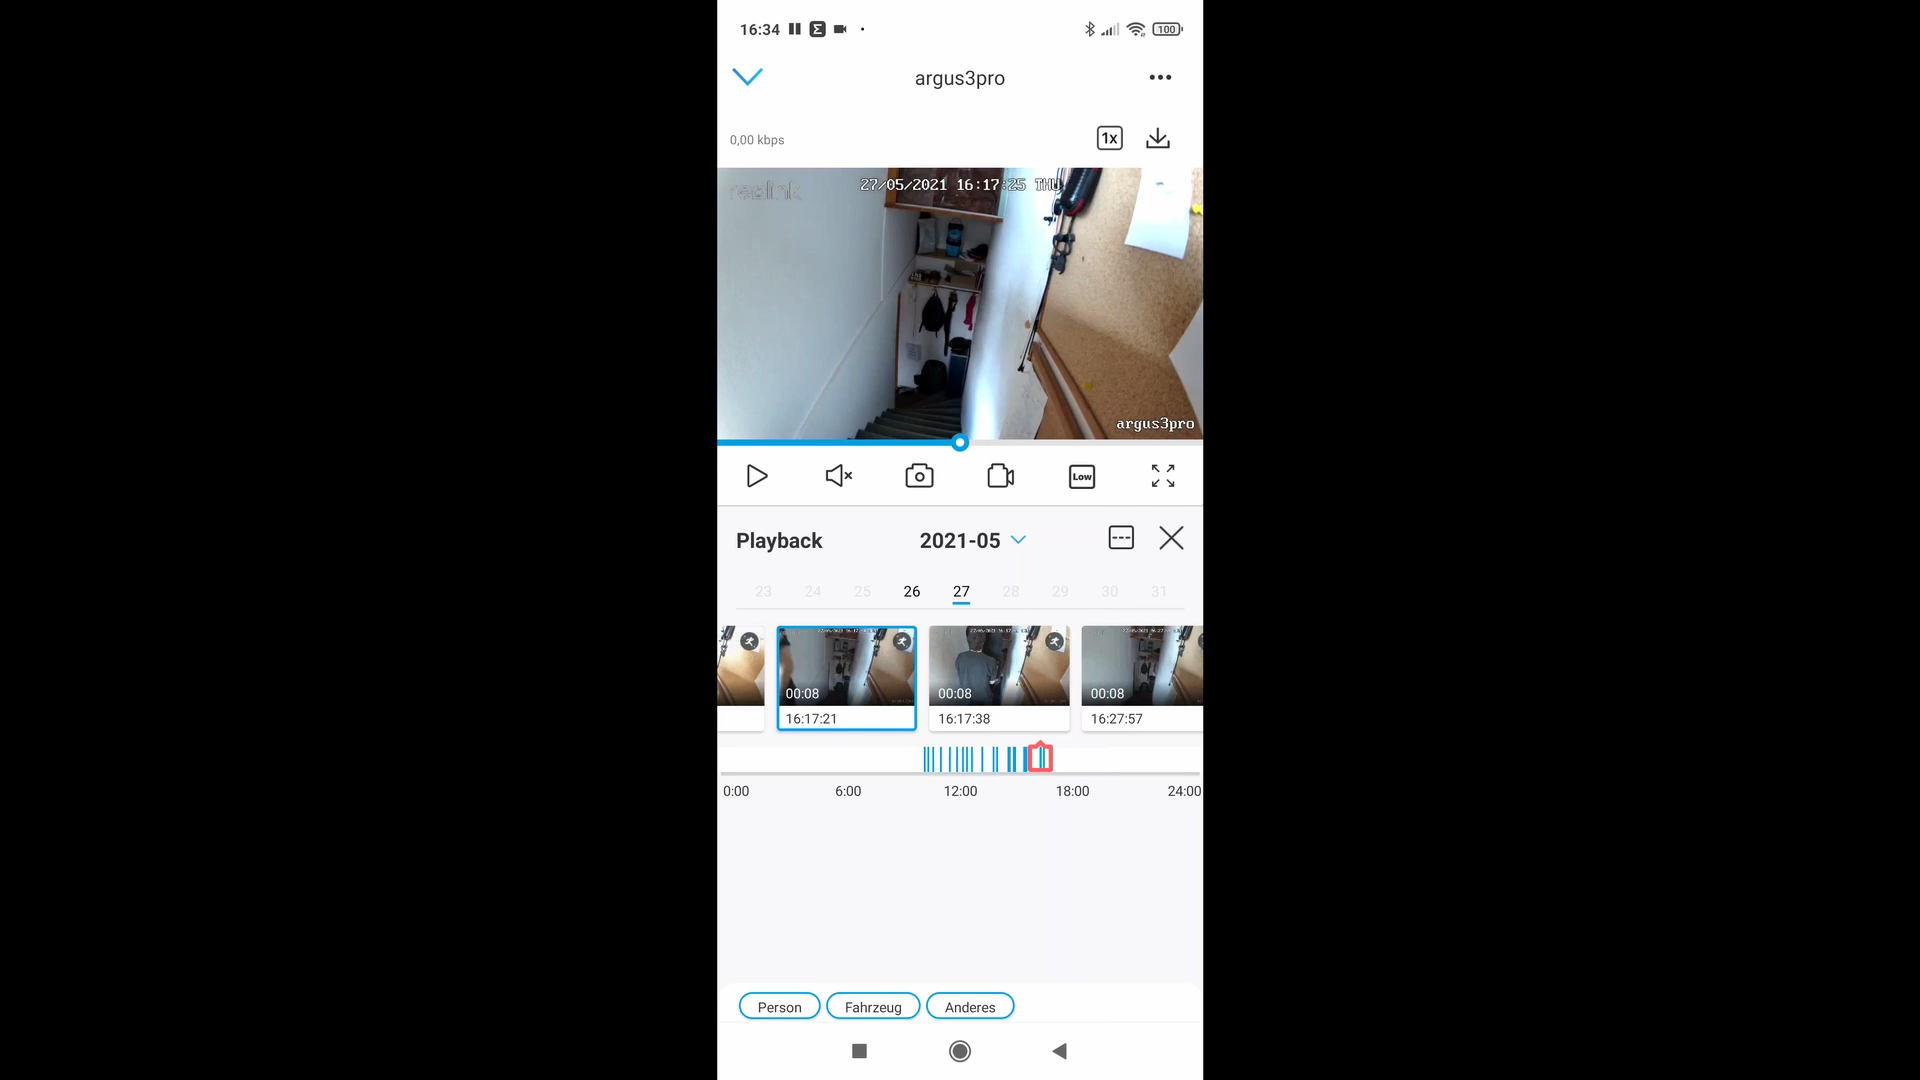 16:34
100
argus3pro
0,00 kbps
1x
reolink
27/05/2021 16:17:25 THU
argus3pro
Low
Playback
2021-05
23 24 25 26 27 28 29 30 31
00:08
00:08
00:08
16:17:21
16:17:38
16:27:57
0:00 6:00 12:00 18:00 24:00
Person
Fahrzeug
Anderes